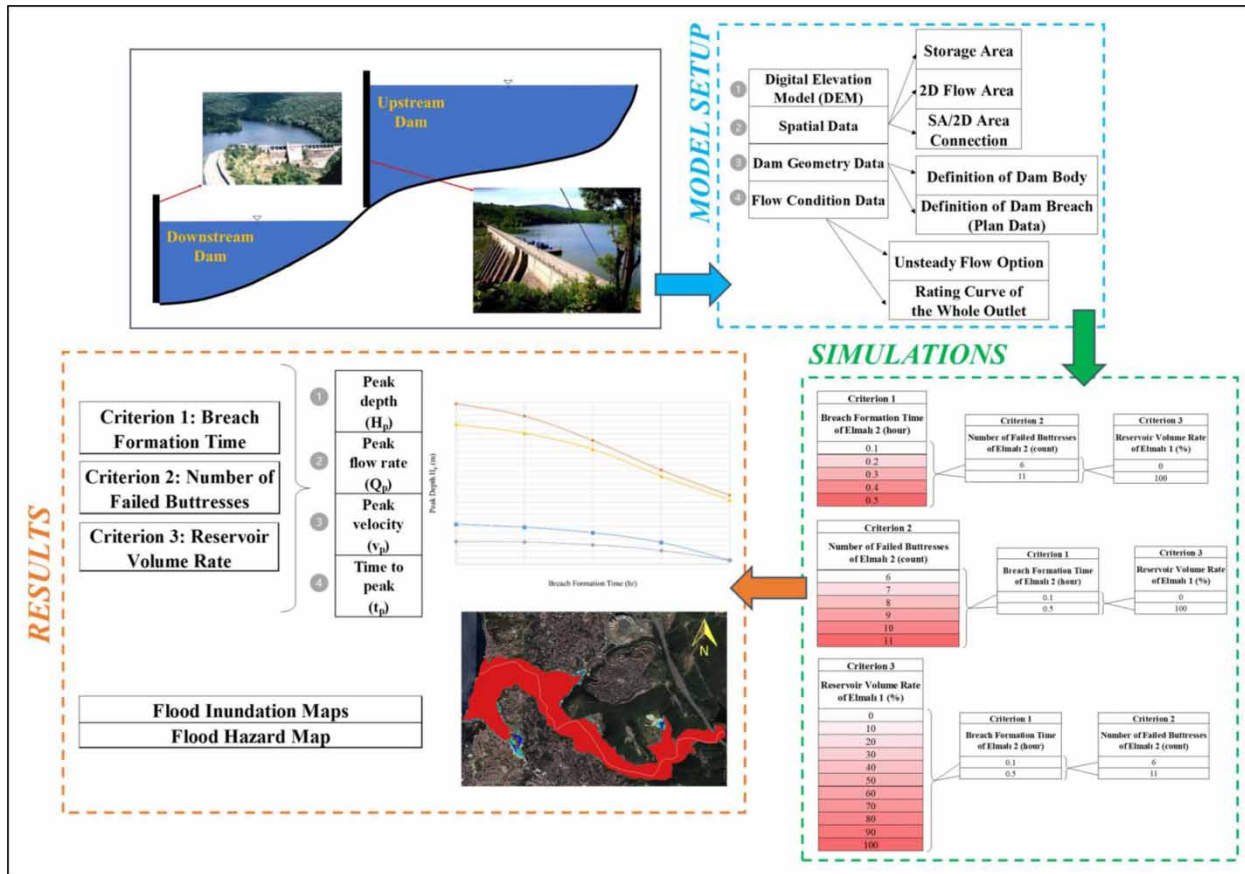 Upstream
Dam
Downstream
Dam
MODEL SETUP
1
Digital Elevation
Model (DEM)
2
Spatial Data
3
Dam Geometry Data
4
Flow Condition Data
Storage Area
2D Flow Area
SA/2D Area
Connection
Definition of Dam Body
Definition of Dam Breach
(Plan Data)
Unsteady Flow Option
Rating Curve of
the Whole Outlet
SIMULATIONS
Criterion 1
Breach Formation Time
of Elmalı 2 (hour)
0.1
0.2
0.3
0.4
0.5
Criterion 2
Number of Failed Buttresses
of Elmalı 2 (count)
6
11
Criterion 3
Reservoir Volume Rate
of Elmalı 1 (%)
0
100
Criterion 2
Number of Failed Buttresses
of Elmalı 2 (count)
6
7
8
9
10
11
Criterion 1
Breach Formation Time
of Elmalı 2 (hour)
0.1
0.5
Criterion 3
Reservoir Volume Rate
of Elmalı 1 (%)
0
100
Criterion 3
Reservoir Volume Rate
of Elmalı 1 (%)
0
10
20
30
40
50
60
70
80
90
100
Criterion 1
Breach Formation Time
of Elmalı 2 (hour)
0.1
0.5
Criterion 2
Number of Failed Buttresses
of Elmalı 2 (count)
6
11
RESULTS
Criterion 1: Breach
Formation Time
Criterion 2: Number of
Failed Buttresses
Criterion 3: Reservoir
Volume Rate
1
Peak
depth
(Hp)
2
Peak
flow rate
(Qp)
3
Peak
velocity
(vp)
4
Time to
peak
(tp)
Peak Depth Hp (m)
Breach Formation Time (hr)
Flood Inundation Maps
Flood Hazard Map
N